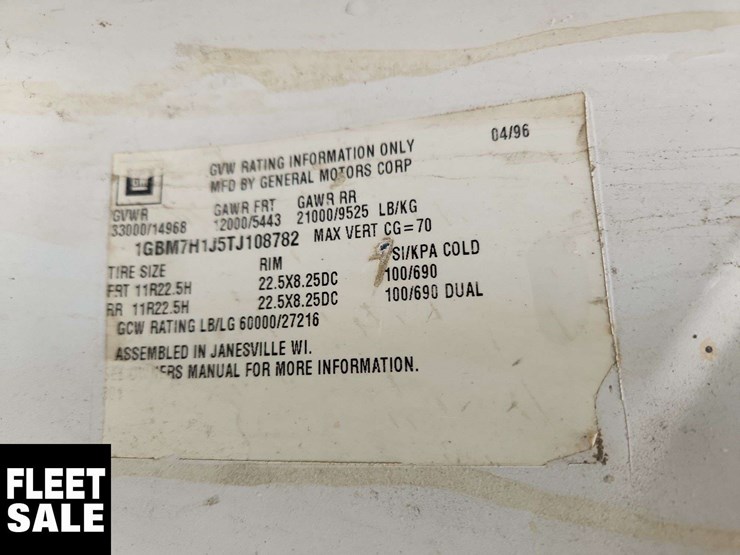 04/96
GM
GVW RATING INFORMATION ONLY
MFD BY GENERAL MOTORS CORP
GVWR GAWR FRT GAWR RR
33000/14968 12000/5443 21000/9525 LB/KG
1GBM7H1J5TJ108782 MAX VERT CG=70
TIRE SIZE RIM SI/KPA COLD
FRT 11R22.5H 22.5X8.25DC 100/690
RR 11R22.5H 22.5X8.25DC 100/690 DUAL
GCW RATING LB/LG 60000/27216
ASSEMBLED IN JANESVILLE WI.
ERS MANUAL FOR MORE INFORMATION.
FLEET
SALE